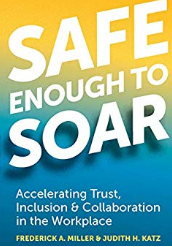 SAFE
ENOUGH TO
SOAR
Accelerating Trust,
Inclusion & Collaboration
in the Workplace
FREDERICK A. MILLER & JUDITH H. KATZ